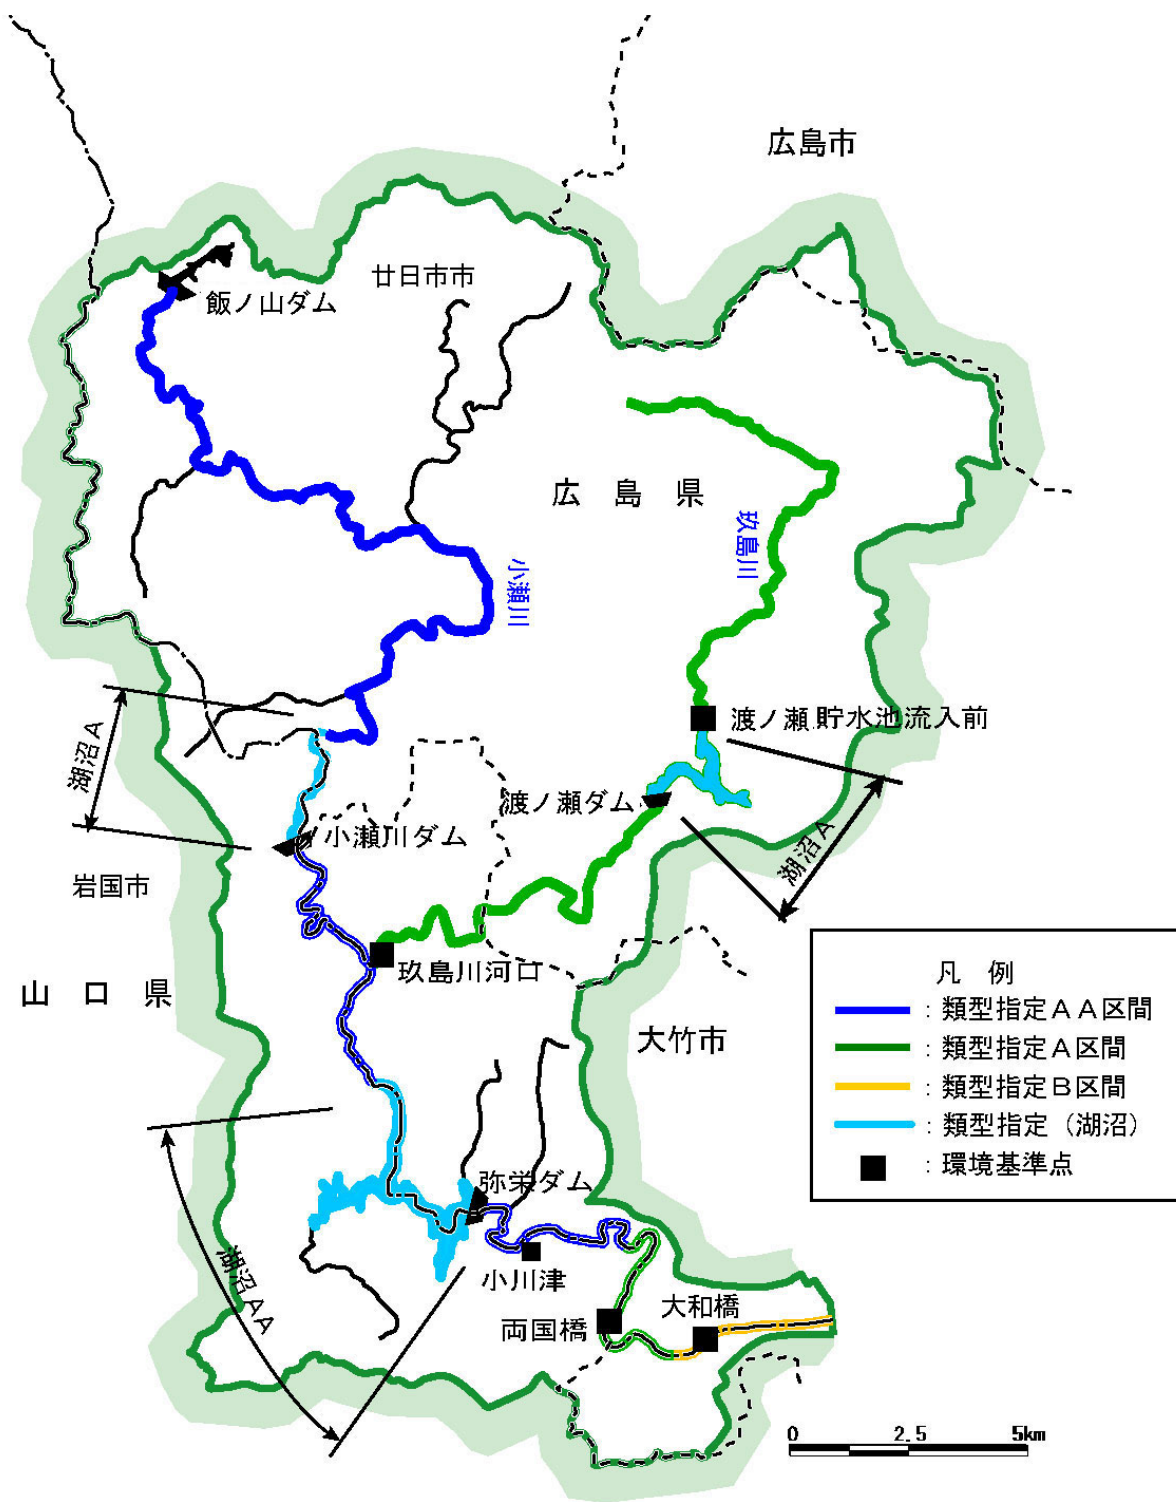 広島市
廿日市市
飯ノ山ダム
広 島 県
玖島川
小瀬川
渡ノ瀬貯水池流入前
湖沼A
渡ノ瀬ダム
小瀬川ダム
湖沼A
岩国市
玖島川河口
山 口 県
大竹市
凡 例
：類型指定AA区間
：類型指定A区間
：類型指定B区間
：類型指定（湖沼）
：環境基準点
弥栄ダム
小川津
湖沼AA
大和橋
両国橋
0 2.5 5km